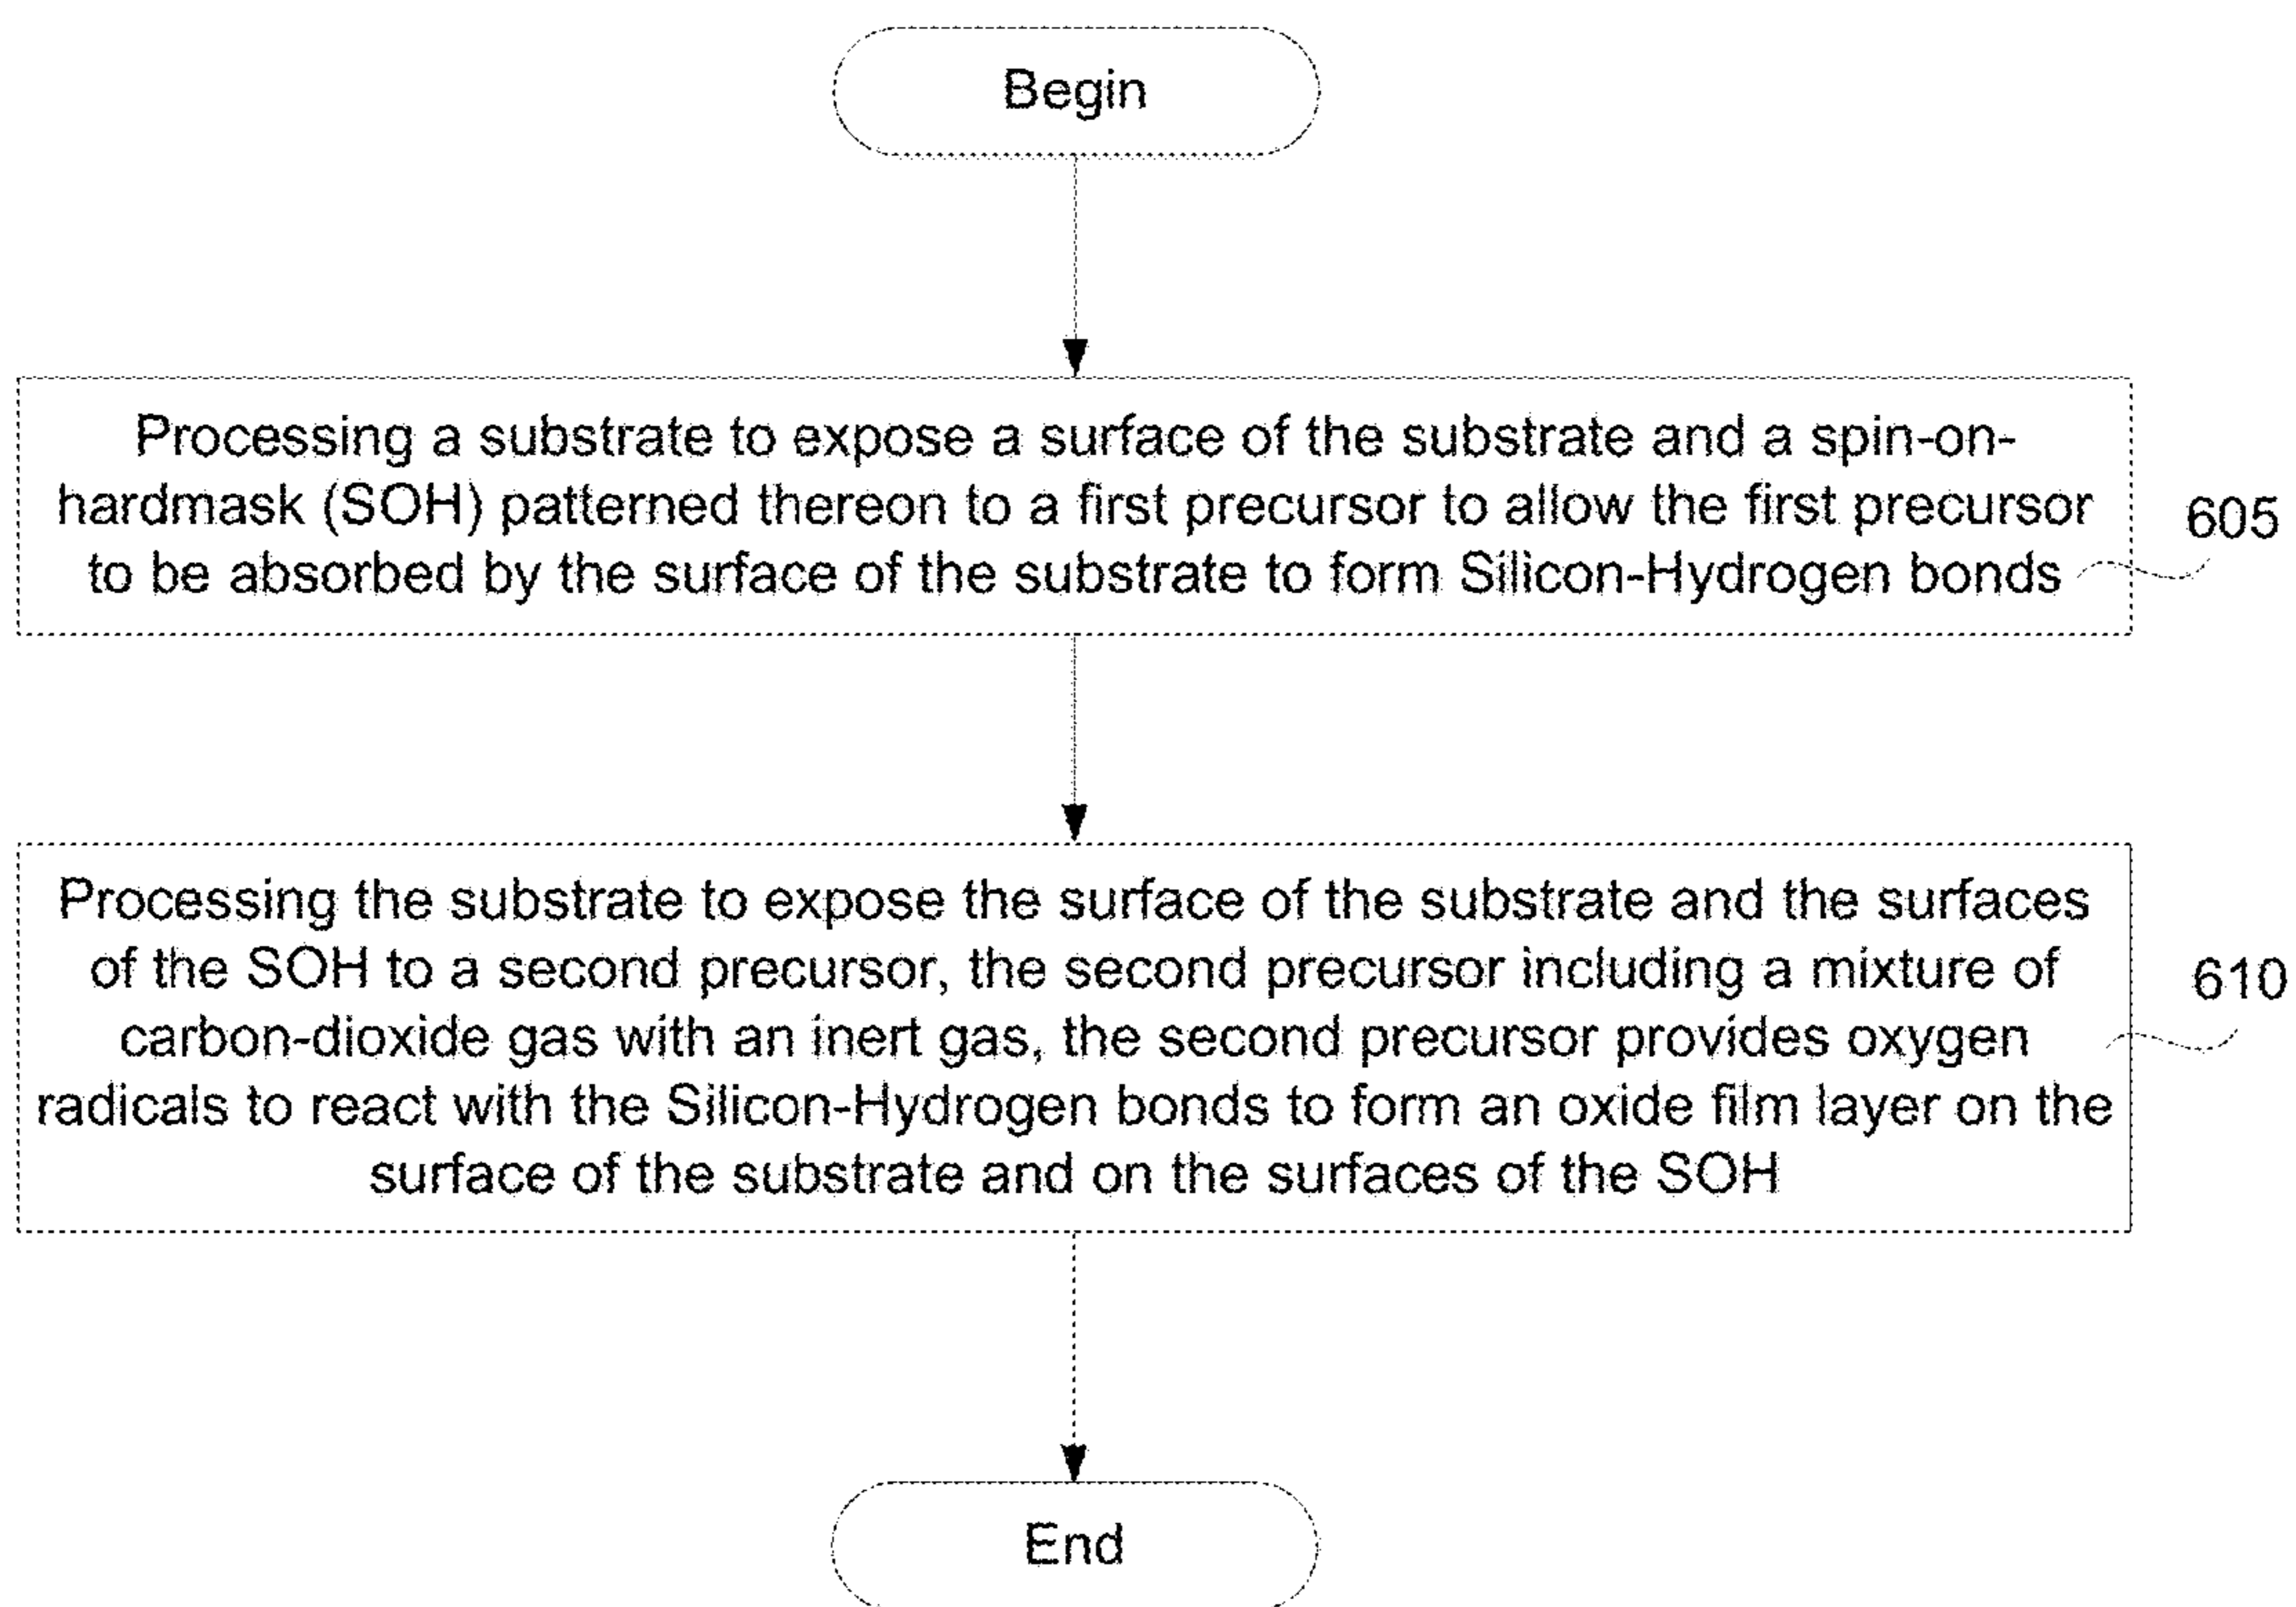 Begin
Processing a substrate to expose a surface of the substrate and a spin-on-
hardmask (SOH) patterned thereon to a first precursor to allow the first precursor
to be absorbed by the surface of the substrate to form Silicon-Hydrogen bonds
605
Processing the substrate to expose the surface of the substrate and the surfaces
of the SOH to a second precursor, the second precursor including a mixture of
carbon-dioxide gas with an inert gas, the second precursor provides oxygen
radicals to react with the Silicon-Hydrogen bonds to form an oxide film layer on the
surface of the substrate and on the surfaces of the SOH
610
End